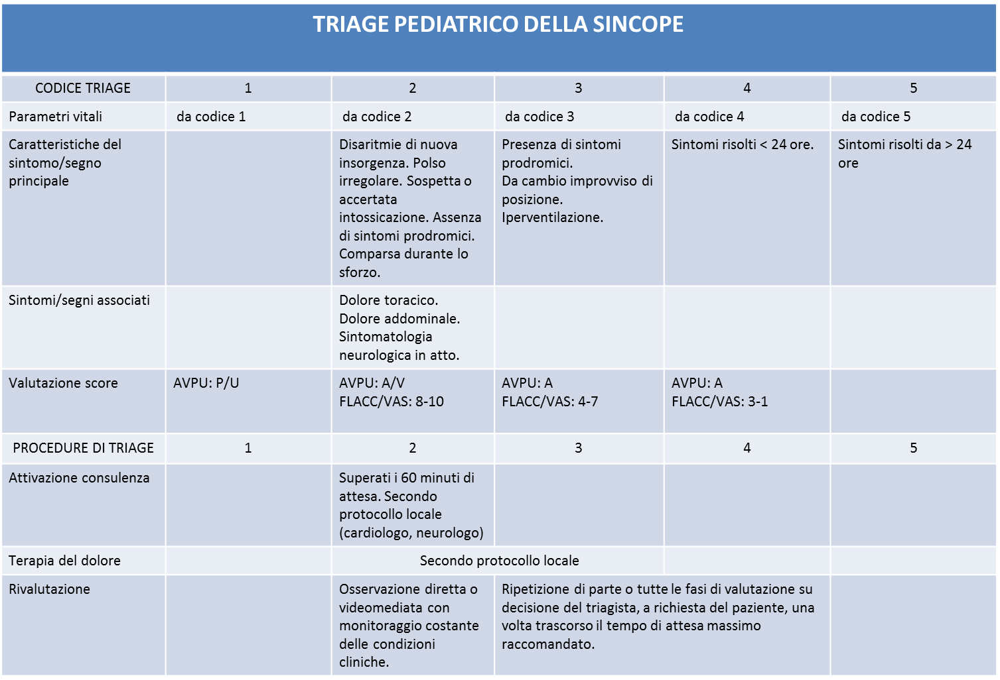 TRIAGE PEDIATRICO DELLA SINCOPE
CODICE TRIAGE 1 2 3 4 5
Parametri vitali da codice 1 da codice 2 da codice 3 da codice 4 da codice 5
Caratteristiche del
sintomo/segno
principale
Disaritmie di nuova
insorgenza. Polso
irregolare. Sospetta o
accertata
intossicazione. Assenza
di sintomi prodromici.
Comparsa durante lo
sforzo.
Presenza di sintomi
prodromici.
Da cambio improvviso di
posizione.
Iperventilazione.
Sintomi risolti < 24 ore.
Sintomi risolti da > 24
ore
Sintomi/segni associati
Dolore toracico.
Dolore addominale.
Sintomatologia
neurologica in atto.
Valutazione score
AVPU: P/U
AVPU: A/V
FLACC/VAS: 8-10
AVPU: A
FLACC/VAS: 4-7
AVPU: A
FLACC/VAS: 3-1
PROCEDURE DI TRIAGE 1 2 3 4 5
Attivazione consulenza
Superati i 60 minuti di
attesa. Secondo
protocollo locale
(cardiologo, neurologo)
Terapia del dolore
Secondo protocollo locale
Rivalutazione
Osservazione diretta o
videomediata con
monitoraggio costante
delle condizioni
cliniche.
Ripetizione di parte o tutte le fasi di valutazione su
decisione del triagista, a richiesta del paziente, una
volta trascorso il tempo di attesa massimo
raccomandato.